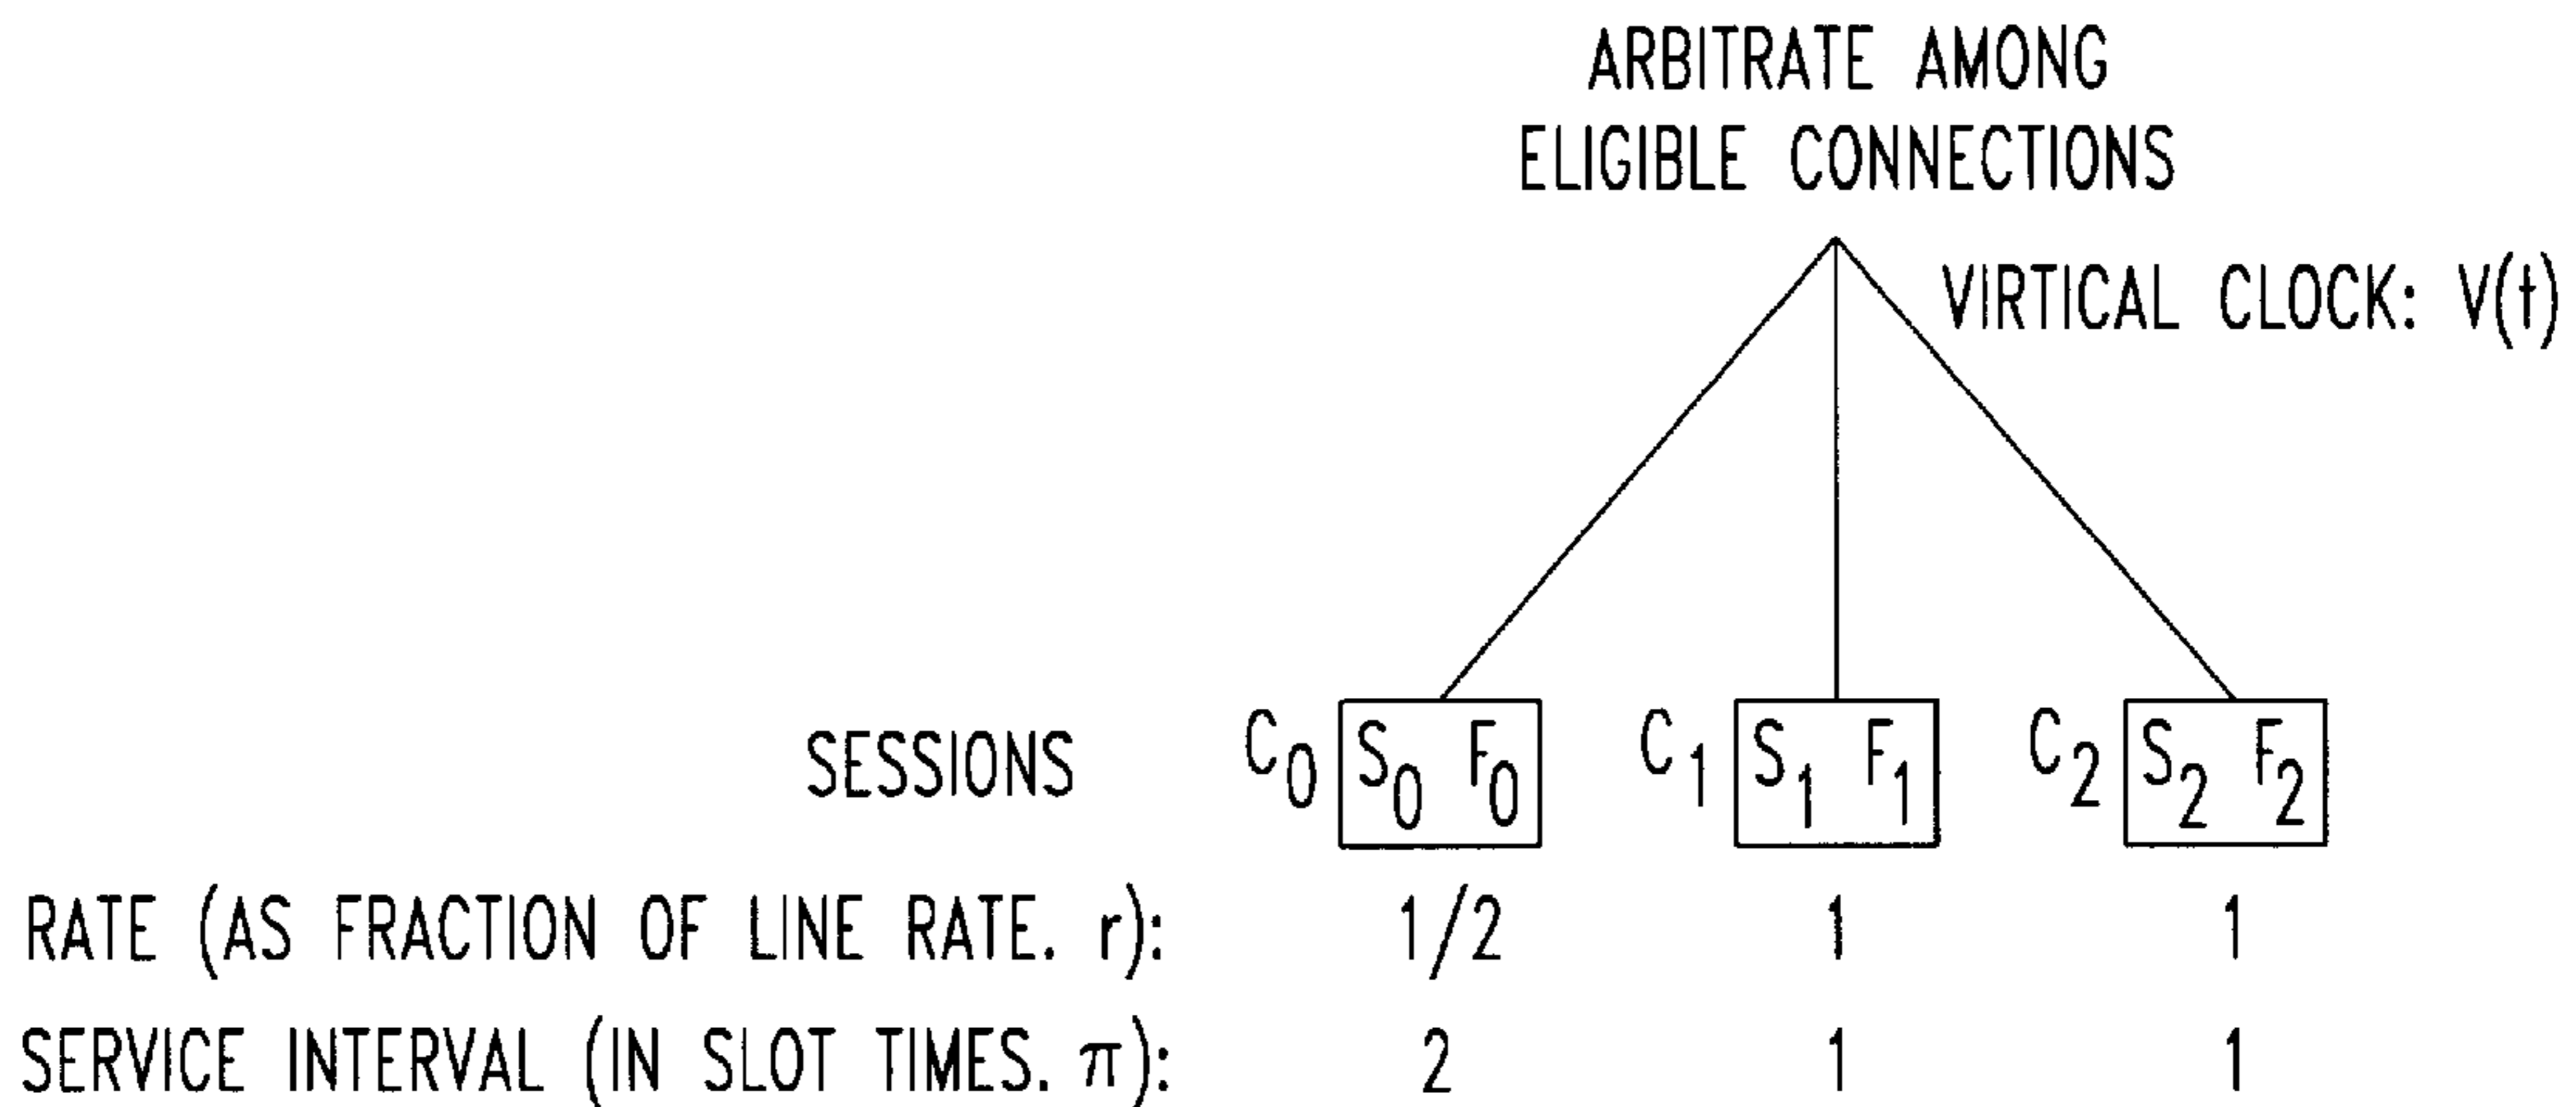 ARBITRATE AMONG
ELIGIBLE CONNECTIONS
VIRTICAL CLOCK: V(t)
SESSIONS C0 S0 F0 C1 S1 F1 C2 S2 F2
RATE (AS FRACTION OF LINE RATE. r): 1/2 1 1
SERVICE INTERVAL (IN SLOT TIMES. π): 2 1 1